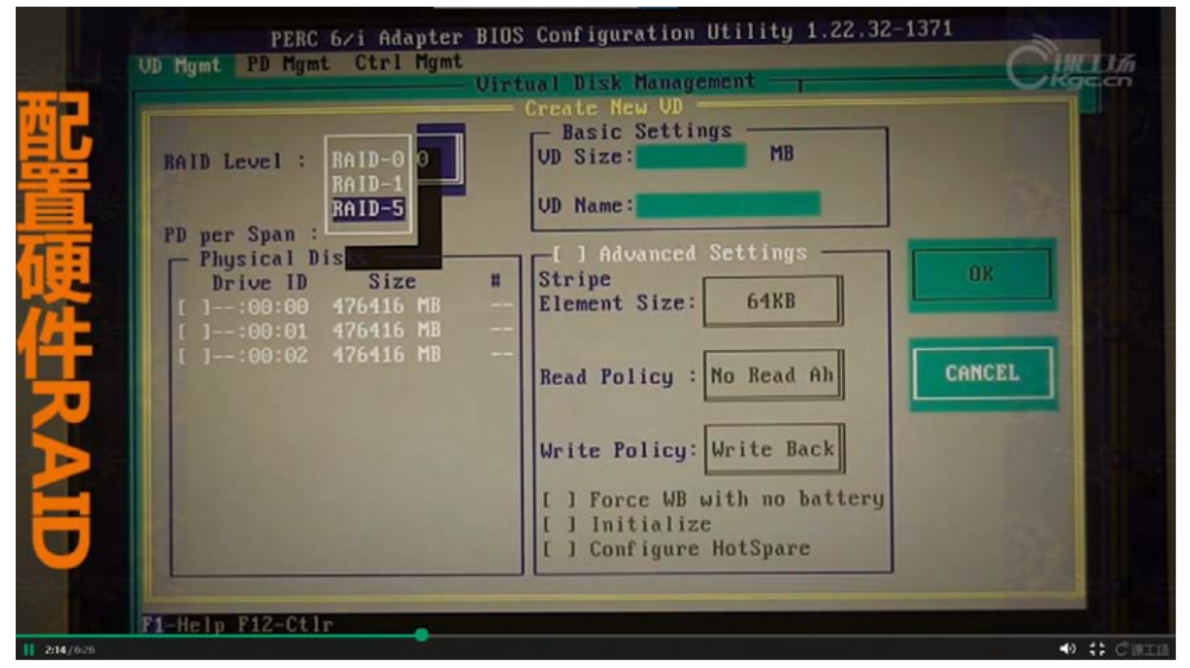 配置硬件RAID
PERC 6/i Adapter BIOS Configuration Utility 1.22.32-1371
VD Mgmt PD Mgmt Ctrl Mgmt
课工场
kgc.cn
Virtual Disk Management
Create New VD
RAID Level :
RAID-0 0
RAID-1
RAID-5
PD per Span :
Physical Dis
Drive ID Size #
[ ]--:00:00 476416 MB --
[ ]--:00:01 476416 MB --
[ ]--:00:02 476416 MB --
Basic Settings
VD Size: MB
VD Name:
[ ] Advanced Settings
Stripe
Element Size: 64KB
Read Policy : No Read Ah
Write Policy: Write Back
[ ] Force WB with no battery
[ ] Initialize
[ ] Configure HotSpare
OK
CANCEL
F1-Help F12-Ctlr
2:14 / 6:26
课工场